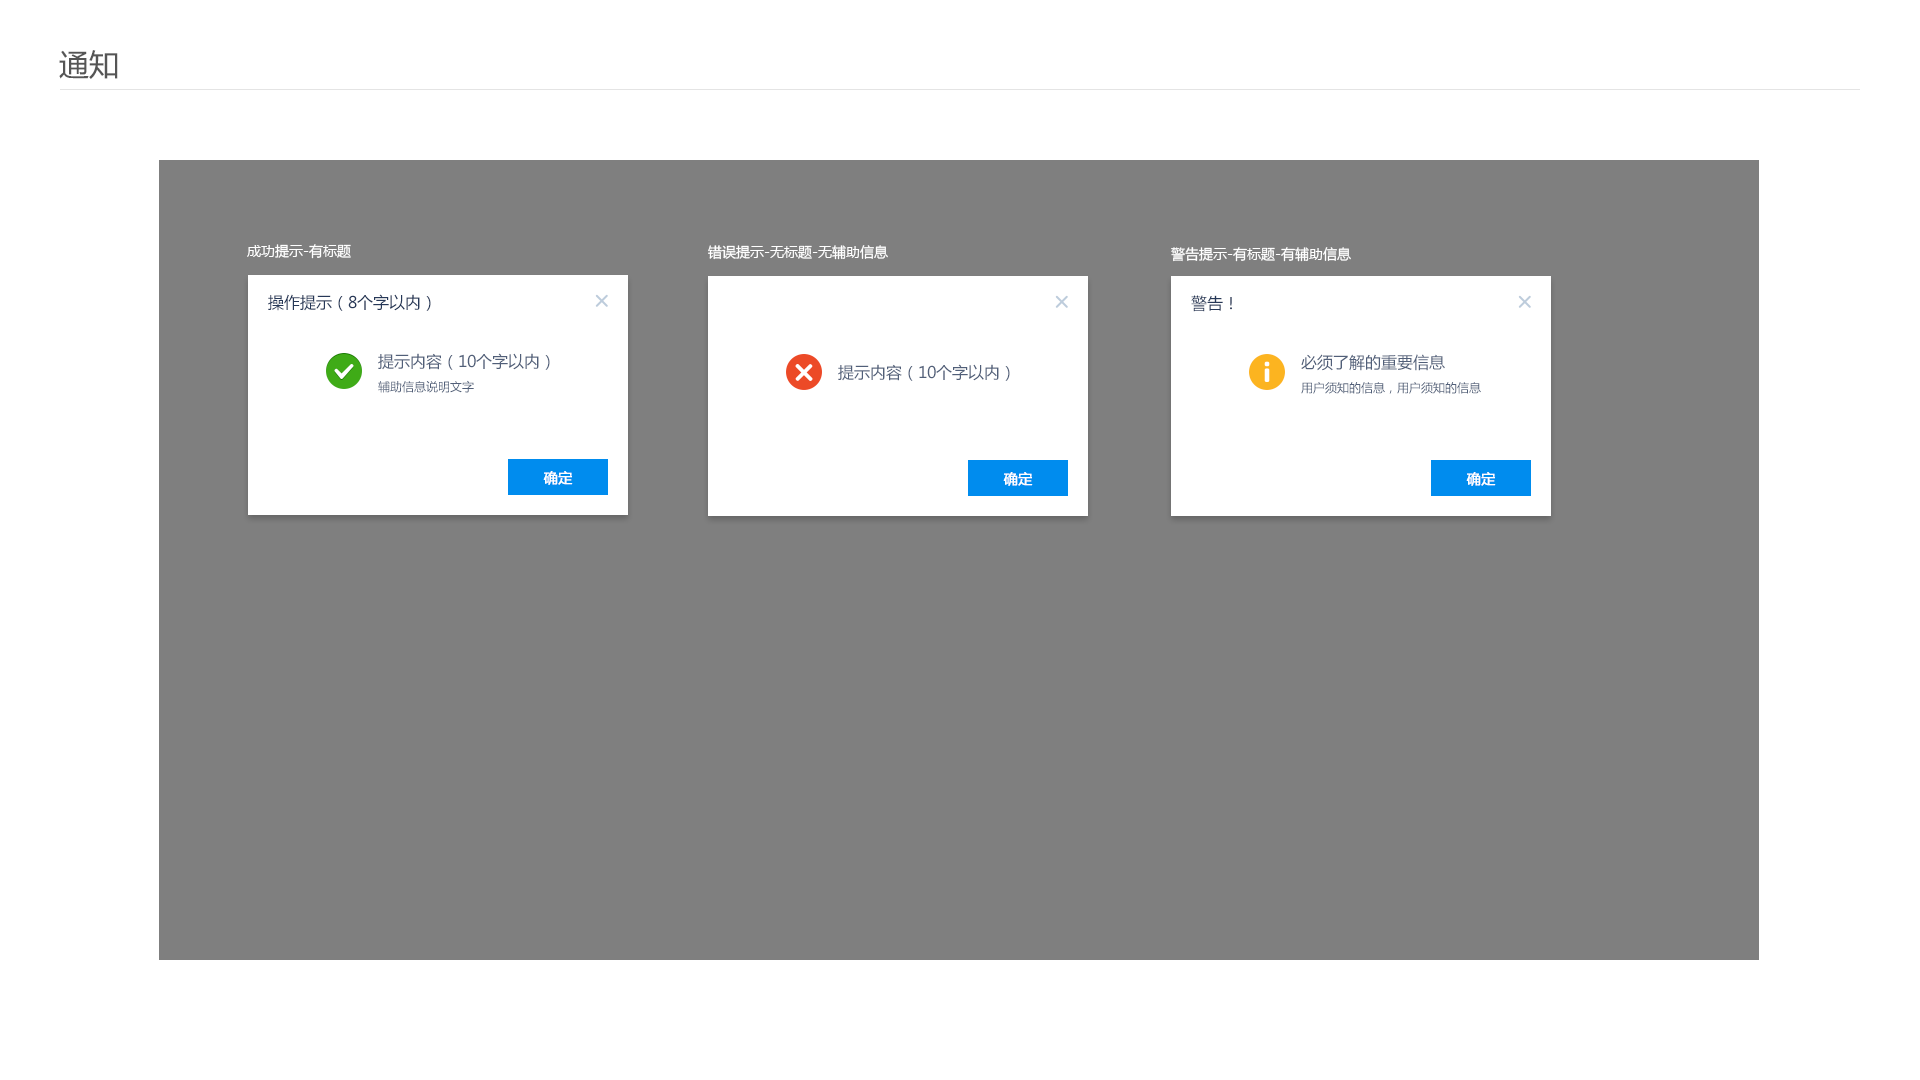 通知
成功提示-有标题
操作提示（8个字以内）
提示内容（10个字以内）
辅助信息说明文字
确定
错误提示-无标题-无辅助信息
提示内容（10个字以内）
确定
警告提示-有标题-有辅助信息
警告！
必须了解的重要信息
用户须知的信息，用户须知的信息
确定